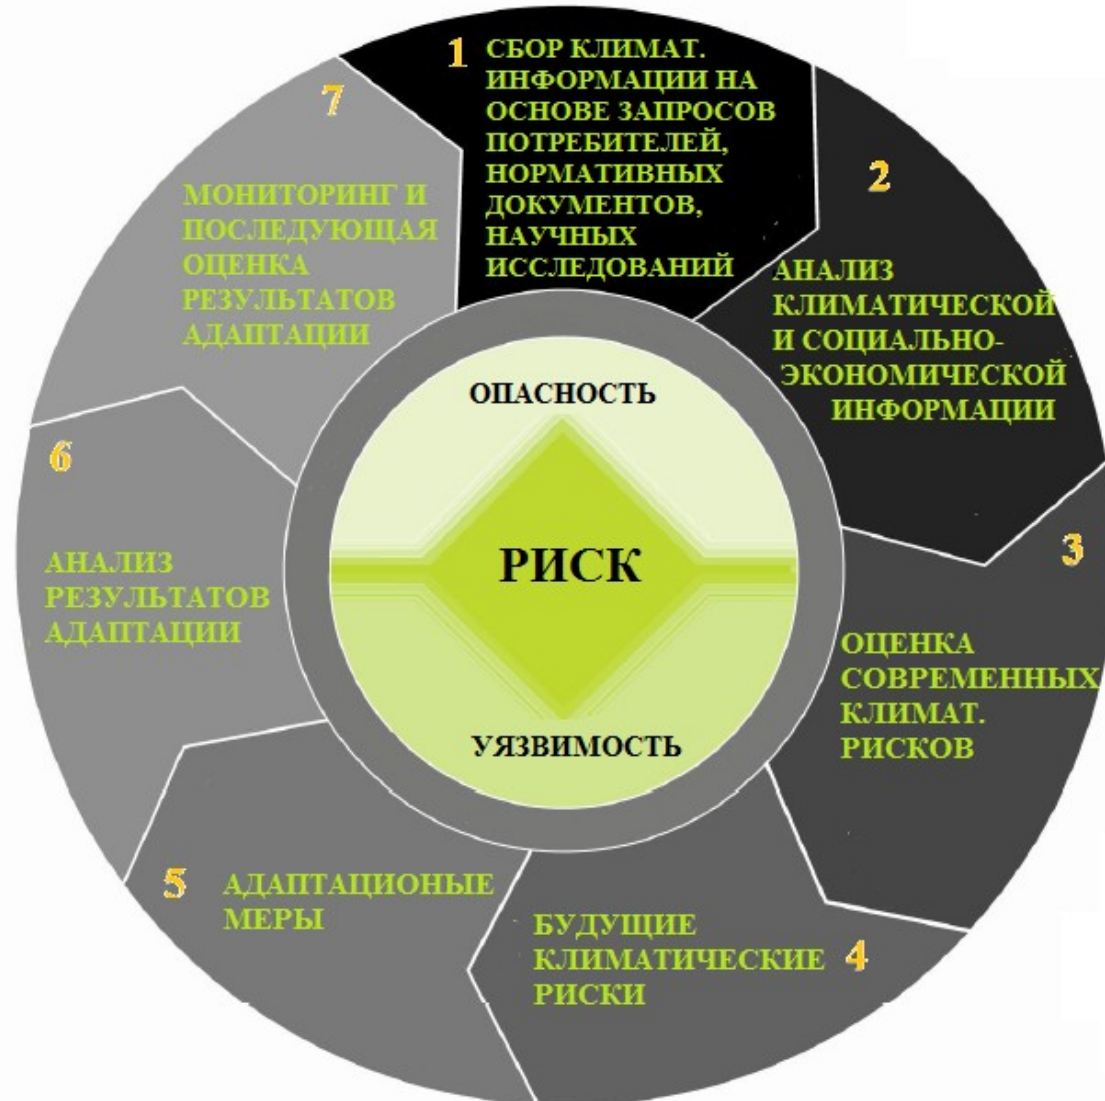 1
СБОР КЛИМАТ.
ИНФОРМАЦИИ НА
ОСНОВЕ ЗАПРОСОВ
ПОТРЕБИТЕЛЕЙ,
НОРМАТИВНЫХ
ДОКУМЕНТОВ,
НАУЧНЫХ
ИССЛЕДОВАНИЙ
2
АНАЛИЗ
КЛИМАТИЧЕСКОЙ
И СОЦИАЛЬНО-
ЭКОНОМИЧЕСКОЙ
ИНФОРМАЦИИ
3
ОЦЕНКА
СОВРЕМЕННЫХ
КЛИМАТ.
РИСКОВ
4
БУДУЩИЕ
КЛИМАТИЧЕСКИЕ
РИСКИ
5
АДАПТАЦИОНЫЕ
МЕРЫ
6
АНАЛИЗ
РЕЗУЛЬТАТОВ
АДАПТАЦИИ
7
МОНИТОРИНГ И
ПОСЛЕДУЮЩАЯ
ОЦЕНКА
РЕЗУЛЬТАТОВ
АДАПТАЦИИ
ОПАСНОСТЬ
РИСК
УЯЗВИМОСТЬ